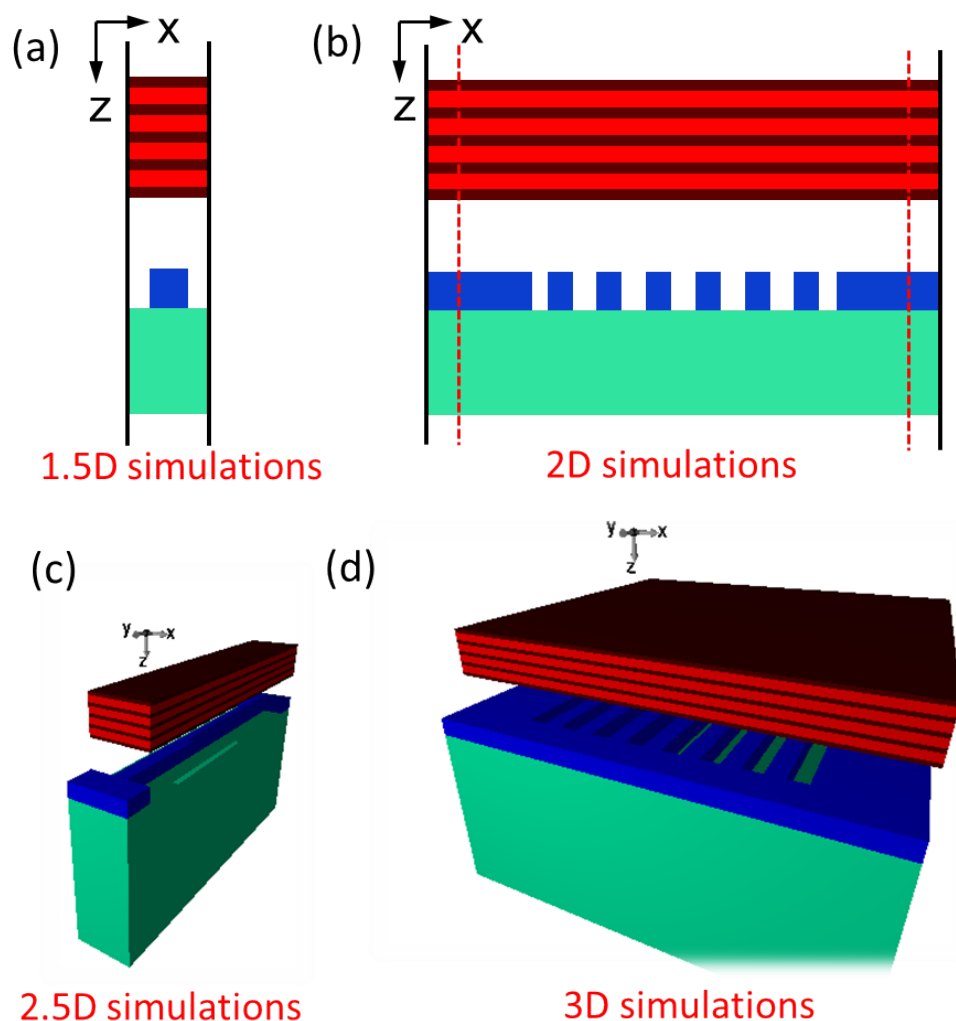 (a)
x
z
(b)
x
z
1.5D simulations
2D simulations
(c)
y x
z
(d)
y x
z
2.5D simulations
3D simulations